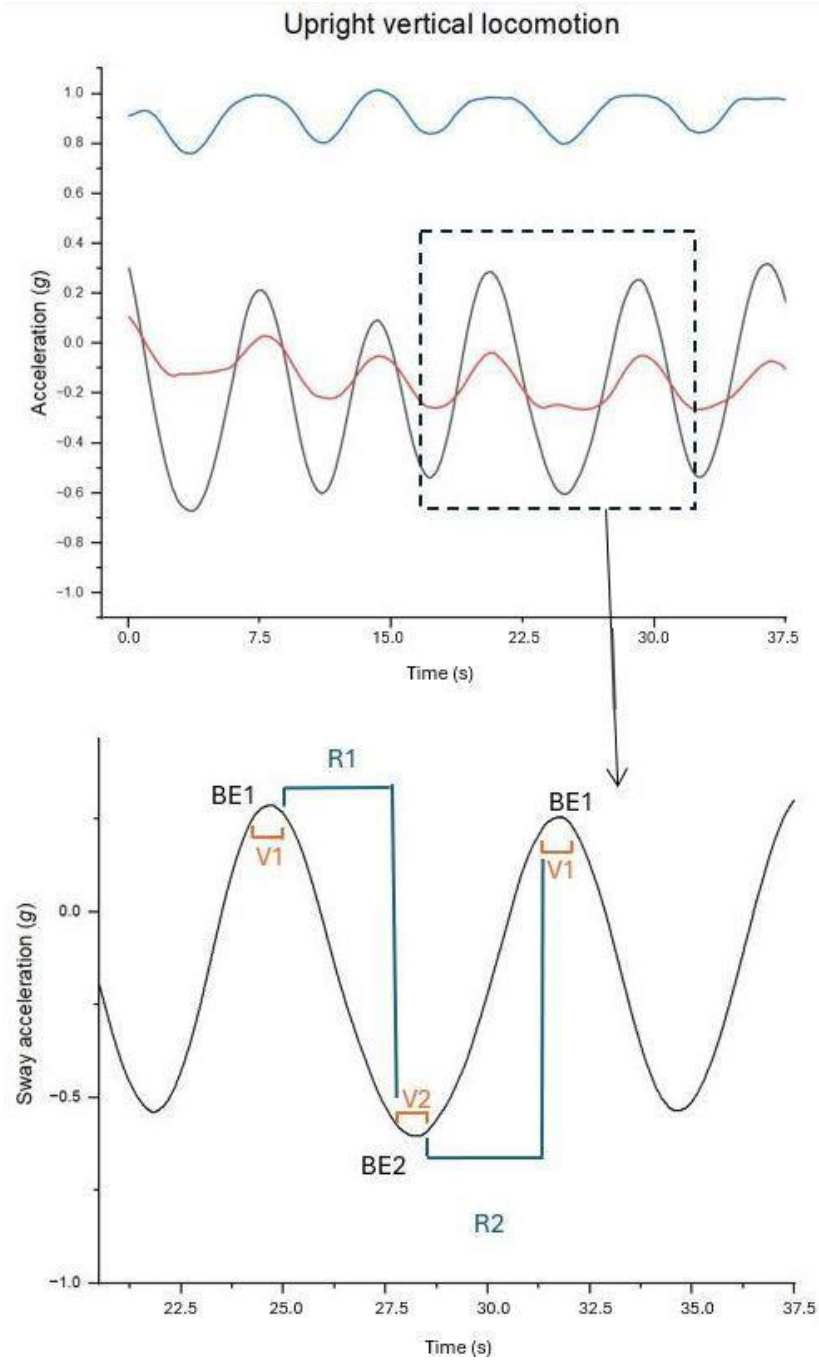 Upright vertical locomotion
1.0
0.8
0.6
0.4
0.2
0.0
−0.2
−0.4
−0.6
−0.8
−1.0
Acceleration (g)
0.0 7.5 15.0 22.5 30.0 37.5
Time (s)
R1
BE1 BE1
V1 V1
0.0
Sway acceleration (g)
−0.5
V2
BE2
R2
−1.0
22.5 25.0 27.5 30.0 32.5 35.0 37.5
Time (s)